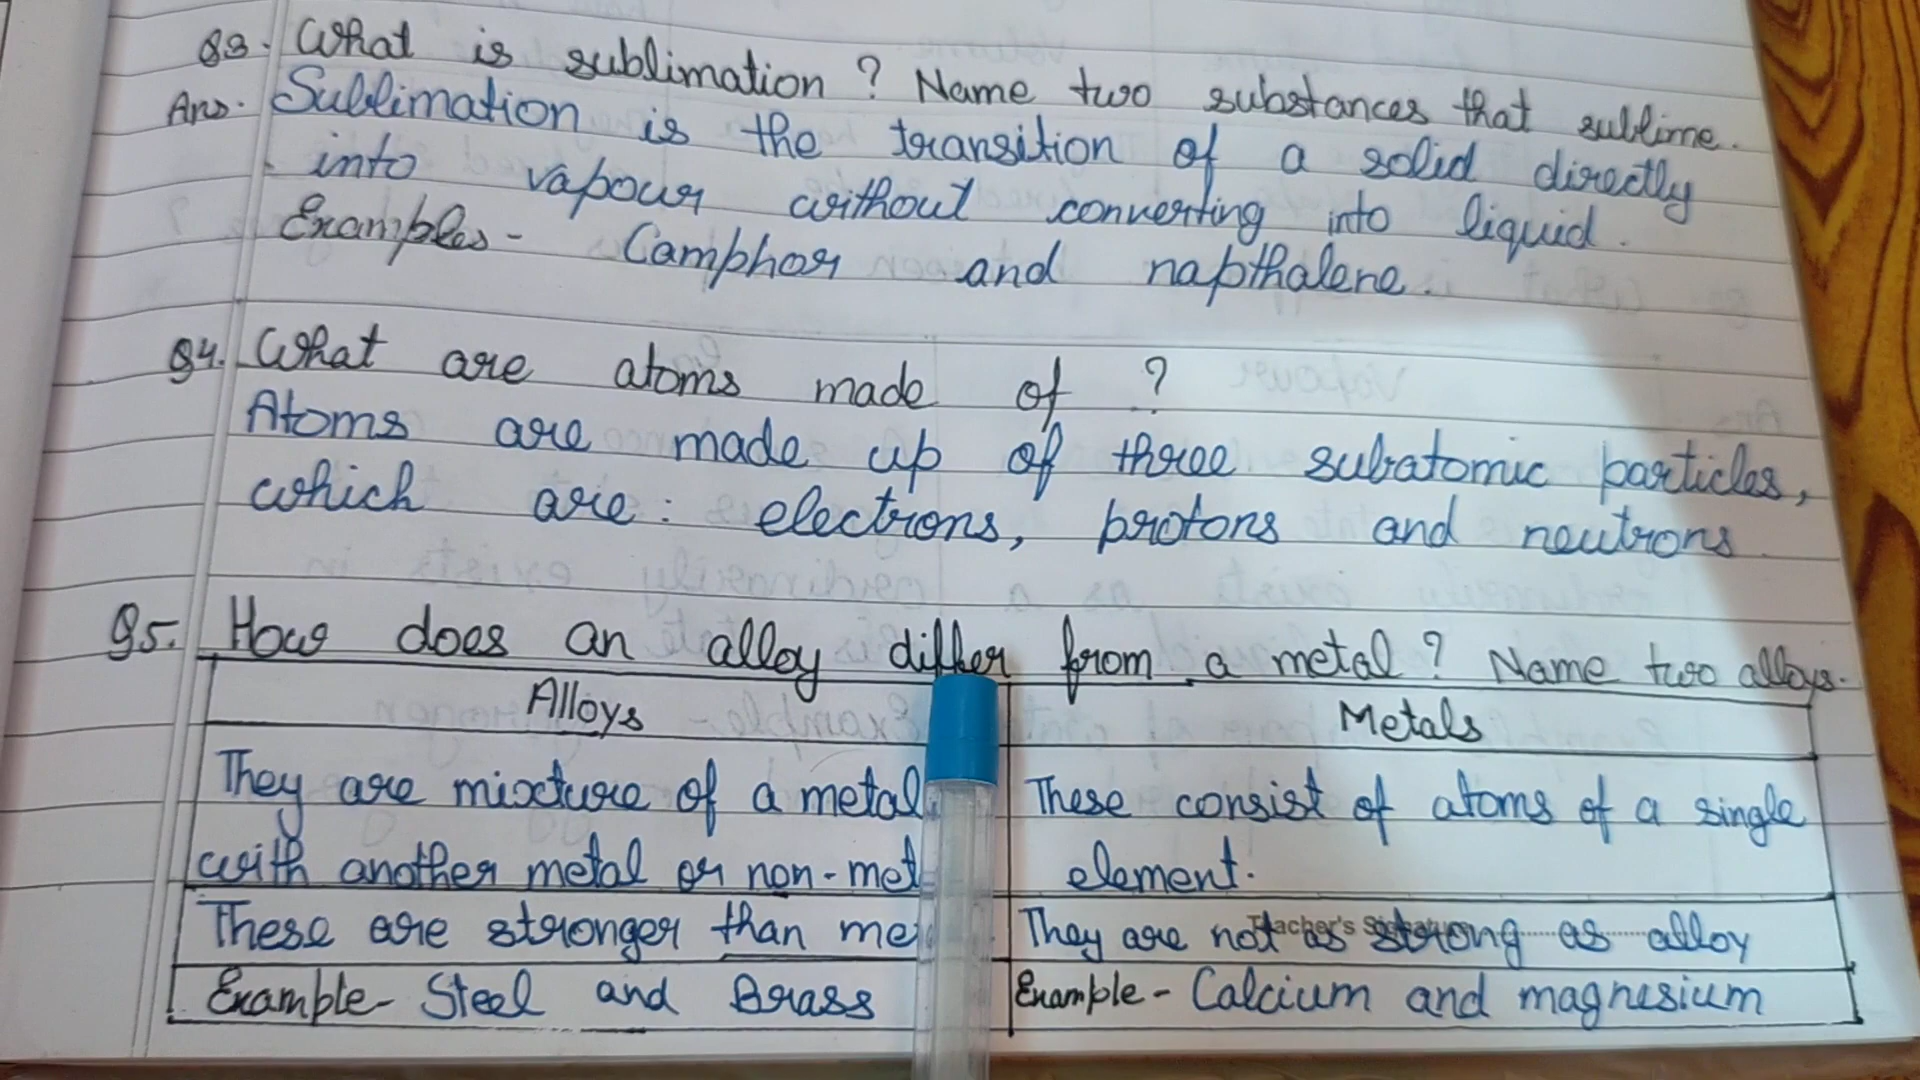 Q3. What is sublimation ? Name two substances that sublime.
Ans. Sublimation is the transition of a solid directly
into vapour without converting into liquid.
Examples - Camphor and napthalene.
Q4. What are atoms made of ?
Atoms are made up of three subatomic particles,
which are : electrons, protons and neutrons
Q5. How does an alloy differ from a metal ? Name two alloys.
Alloys
They are mixture of a metal
with another metal or non-met
These are stronger than me
Example - Steel and Brass
Metals
These consist of atoms of a single
element.
They are not as strong as alloy
Teacher's
Example - Calcium and magnesium